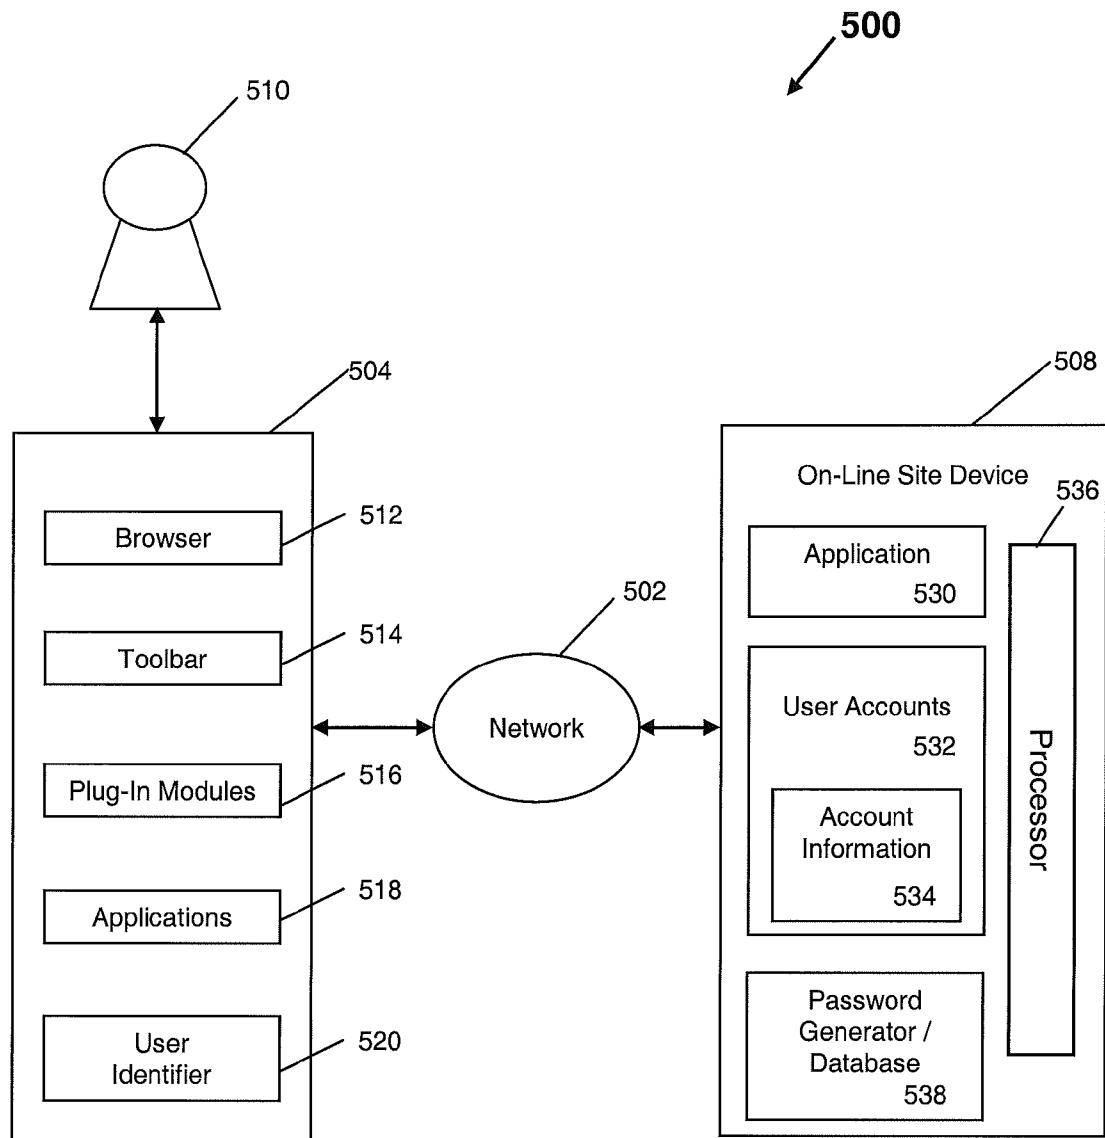 500
510
504
508
On-Line Site Device
536
Browser
512
Application
530
502
Toolbar
514
User Accounts
532
Network
Plug-In Modules
516
Account
Information
534
Processor
Applications
518
Password
Generator /
Database
538
User
Identifier
520